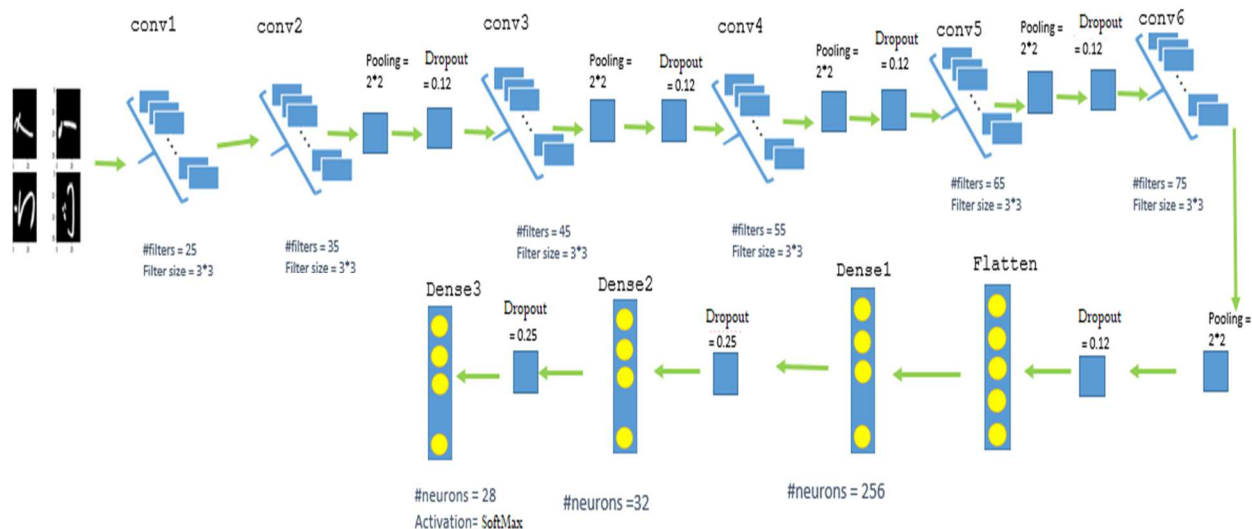 conv1
conv2
Pooling =
2*2
Dropout
= 0.12
conv3
Pooling =
2*2
Dropout
= 0.12
conv4
Pooling =
2*2
Dropout
= 0.12
conv5
Pooling =
2*2
Dropout
= 0.12
conv6
#filters = 25
Filter size = 3*3
#filters = 35
Filter size = 3*3
#filters = 45
Filter size = 3*3
#filters = 55
Filter size = 3*3
#filters = 65
Filter size = 3*3
#filters = 75
Filter size = 3*3
Pooling =
2*2
Dropout
= 0.12
Flatten
Dense1
#neurons = 256
Dropout
= 0.25
Dense2
#neurons =32
Dropout
= 0.25
Dense3
#neurons = 28
Activation= SoftMax